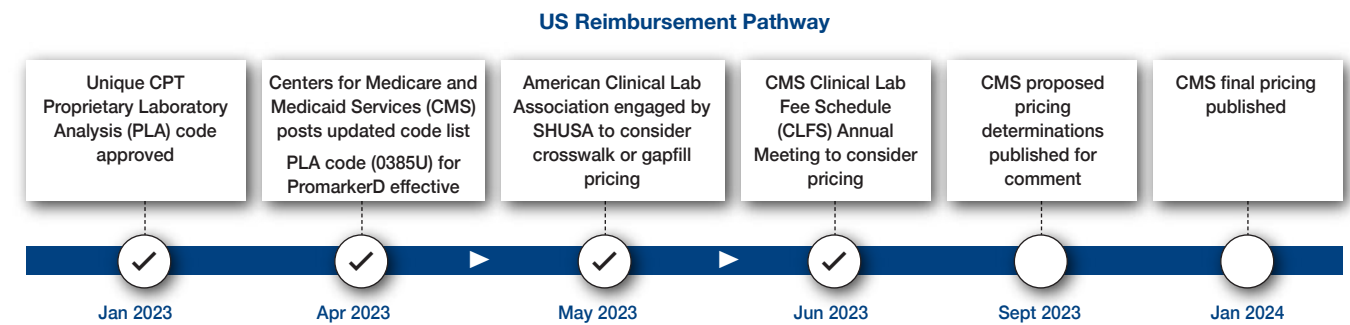 US Reimbursement Pathway
Unique CPT
Proprietary Laboratory
Analysis (PLA) code
approved
Centers for Medicare and
Medicaid Services (CMS)
posts updated code list
PLA code (0385U) for
PromarkerD effective
American Clinical Lab
Association engaged by
SHUSA to consider
crosswalk or gapfill
pricing
CMS Clinical Lab
Fee Schedule
(CLFS) Annual
Meeting to consider
pricing
CMS proposed
pricing
determinations
published for
comment
CMS final pricing
published
Jan 2023
Apr 2023
May 2023
Jun 2023
Sept 2023
Jan 2024